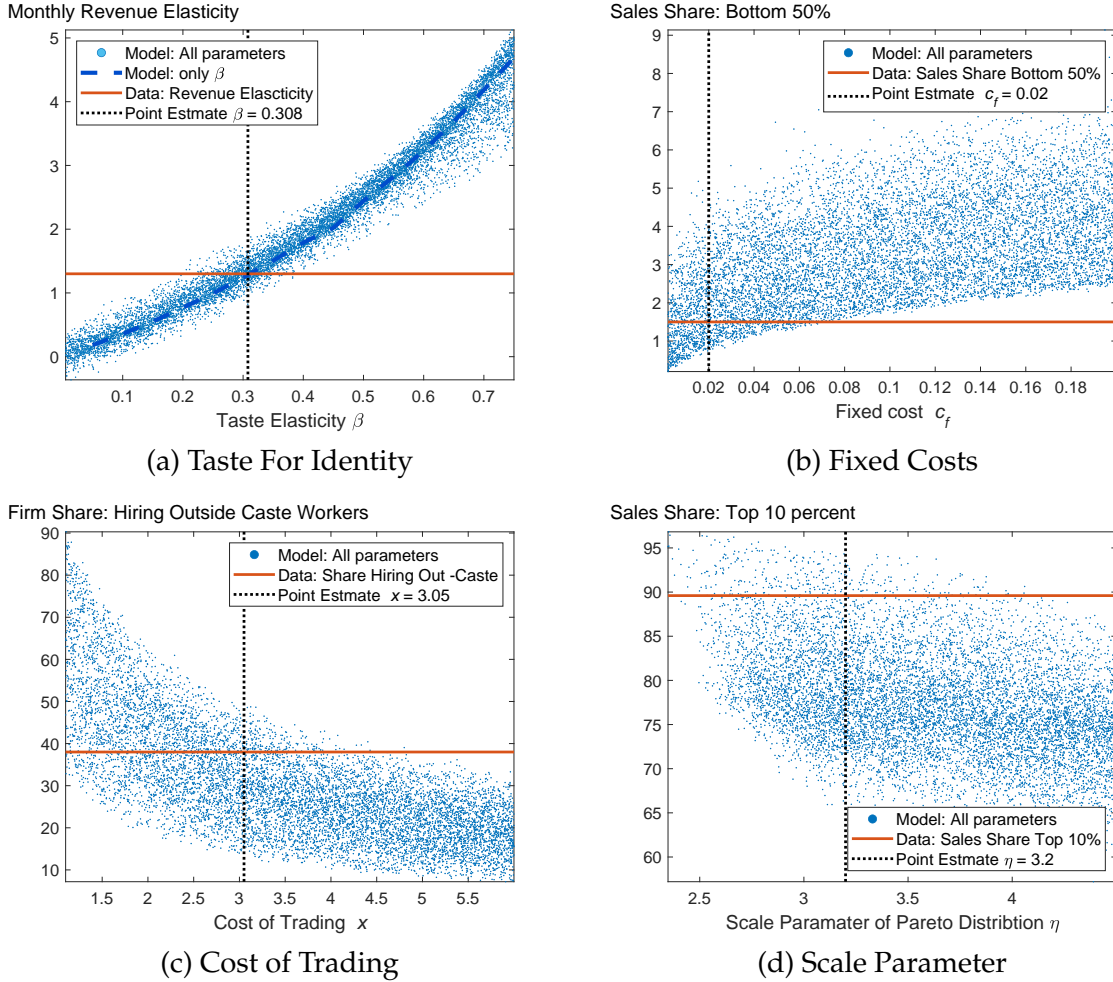 Monthly Revenue Elasticity
5
4
3
2
1
0
Model: All parameters
Model: only β
Data: Revenue Elascticity
Point Estmate β = 0.308
0.1 0.2 0.3 0.4 0.5 0.6 0.7
Taste Elasticity β
(a) Taste For Identity
Sales Share: Bottom 50%
9
8
7
6
5
4
3
2
1
Model: All parameters
Data: Sales Share Bottom 50%
Point Estmate c_f = 0.02
0.02 0.04 0.06 0.08 0.1 0.12 0.14 0.16 0.18
Fixed cost c_f
(b) Fixed Costs
Firm Share: Hiring Outside Caste Workers
90
80
70
60
50
40
30
20
10
Model: All parameters
Data: Share Hiring Out -Caste
Point Estmate x = 3.05
1.5 2 2.5 3 3.5 4 4.5 5 5.5
Cost of Trading x
(c) Cost of Trading
Sales Share: Top 10 percent
95
90
85
80
75
70
65
60
Model: All parameters
Data: Sales Share Top 10%
Point Estmate η = 3.2
2.5 3 3.5 4
Scale Paramater of Pareto Distribtion η
(d) Scale Parameter